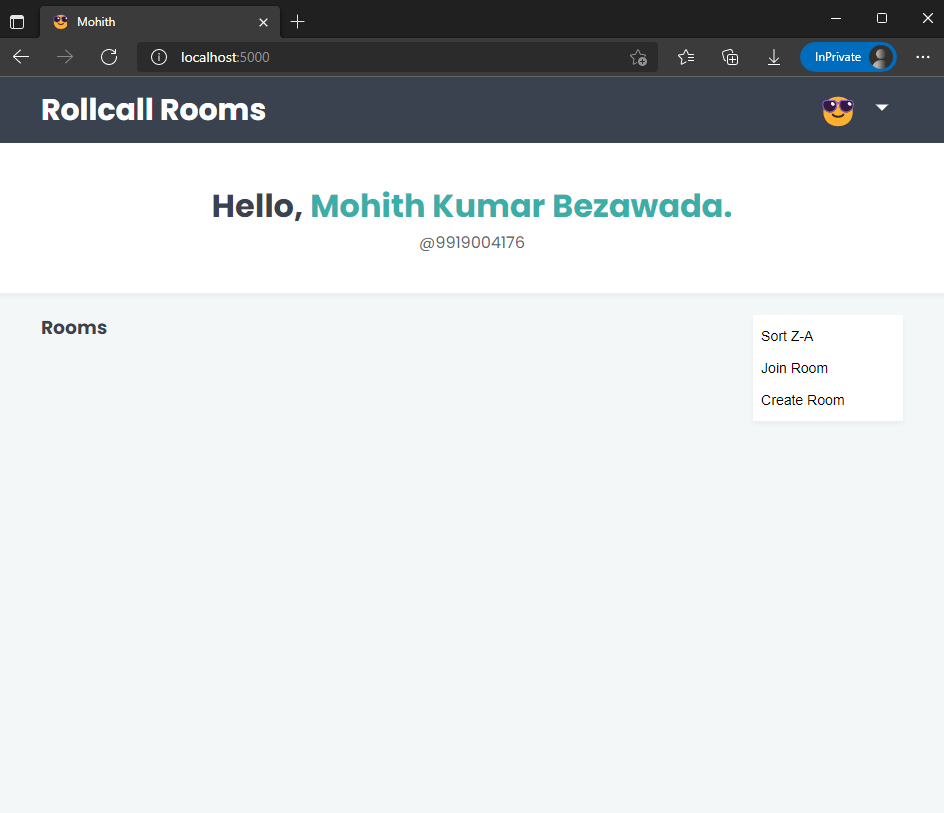 Mohith
localhost:5000
InPrivate
Rollcall Rooms
Hello, Mohith Kumar Bezawada.
@9919004176
Rooms
Sort Z-A
Join Room
Create Room